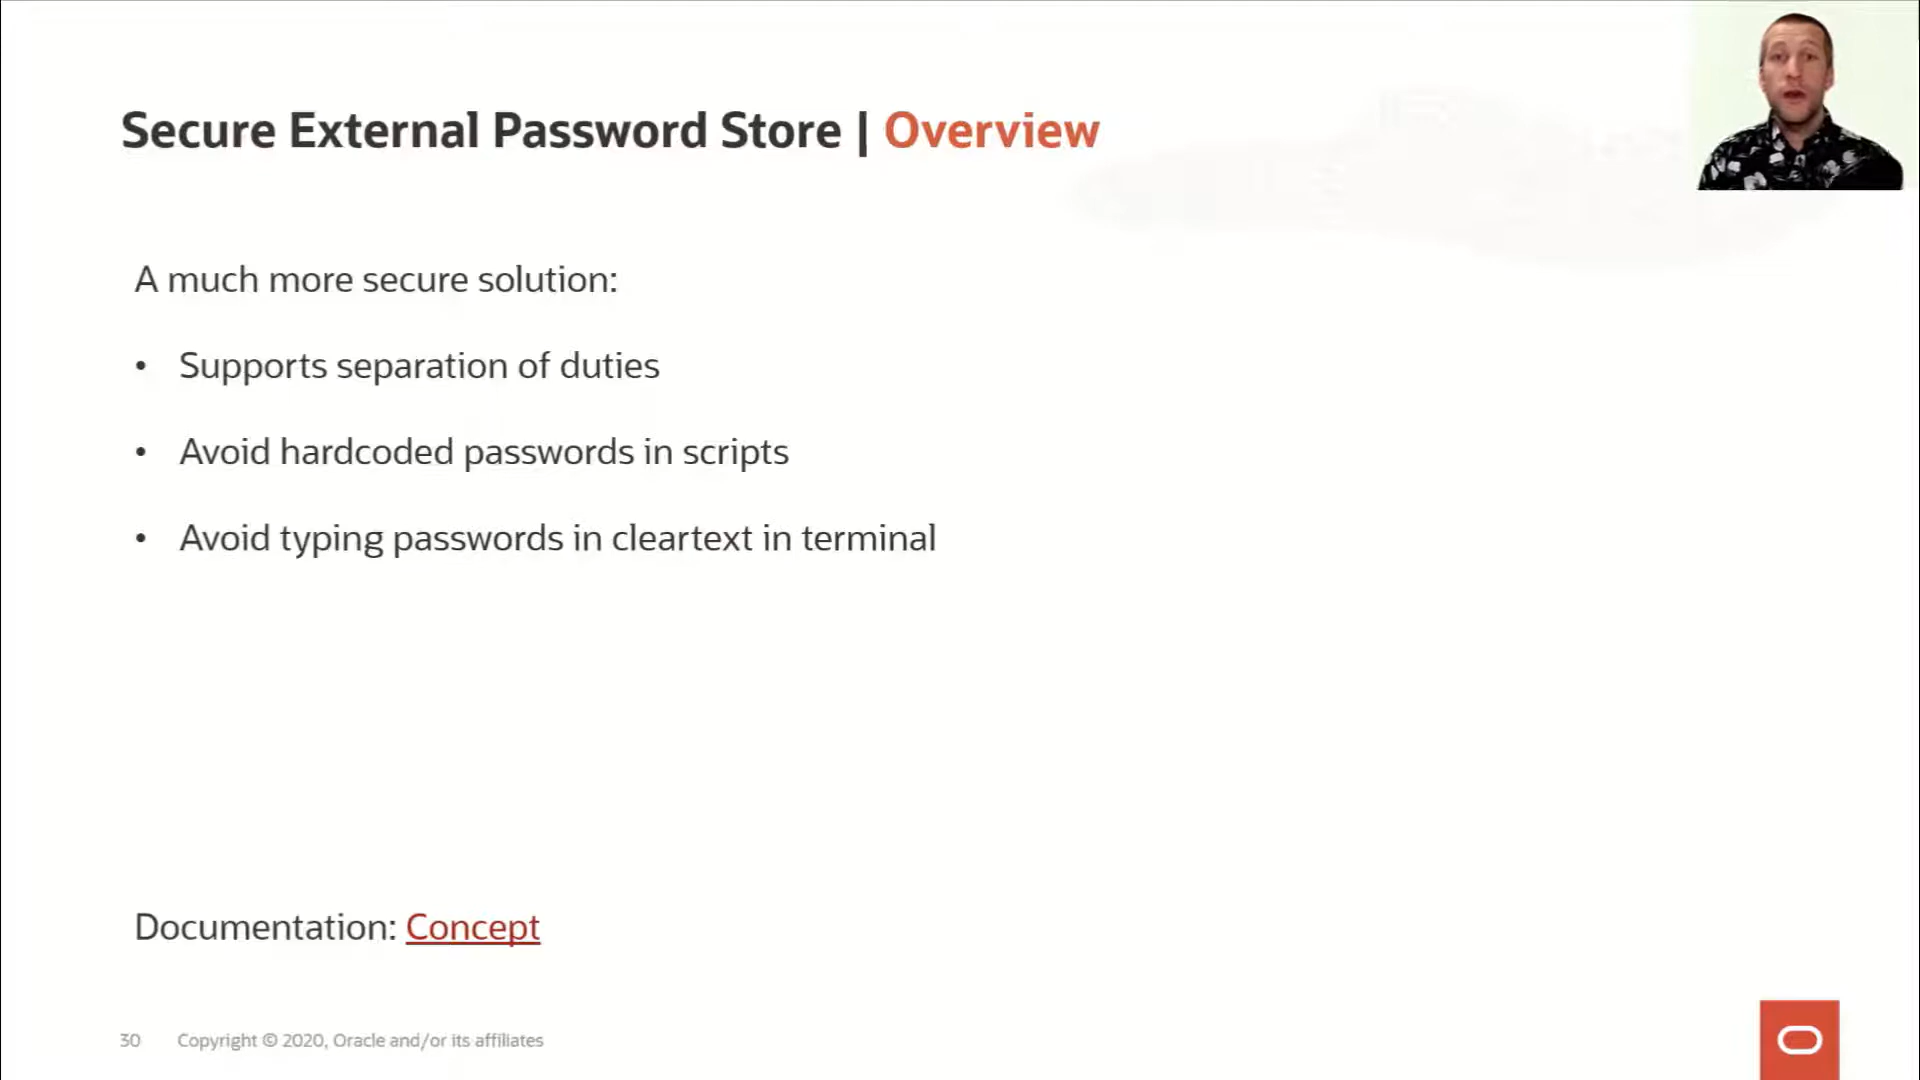 Secure External Password Store | Overview
A much more secure solution:
• Supports separation of duties
• Avoid hardcoded passwords in scripts
• Avoid typing passwords in cleartext in terminal
Documentation: Concept
30 Copyright © 2020, Oracle and/or its affiliates